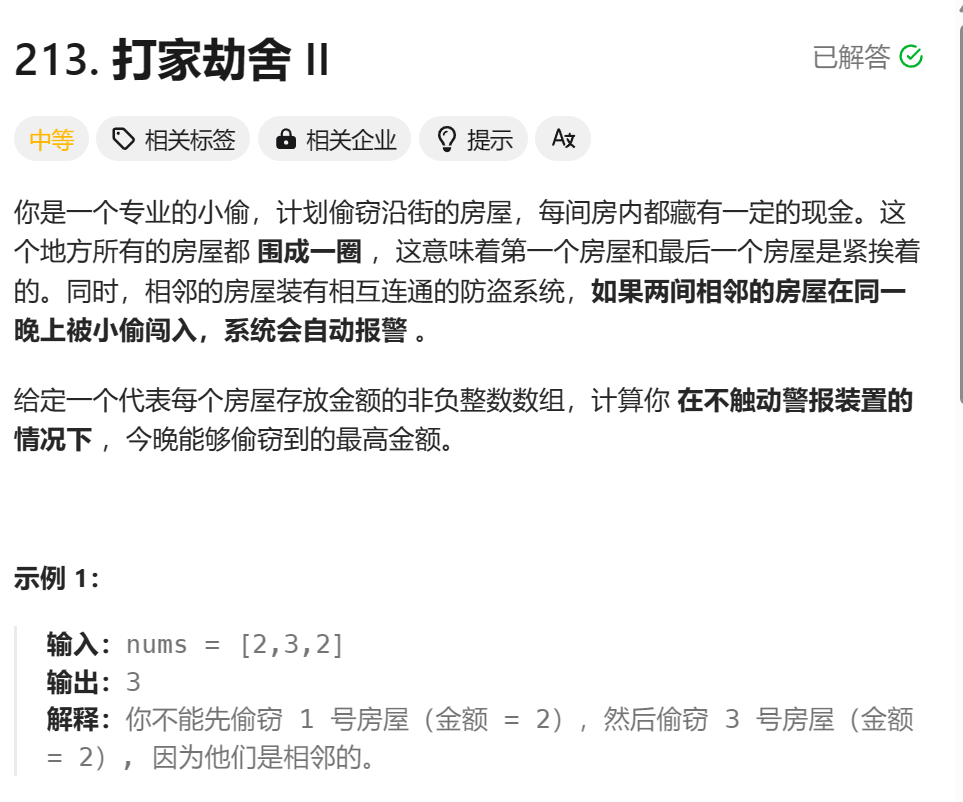 213. 打家劫舍 II
已解答
中等 相关标签 相关企业 提示
你是一个专业的小偷，计划偷窃沿街的房屋，每间房内都藏有一定的现金。这
个地方所有的房屋都 围成一圈 ，这意味着第一个房屋和最后一个房屋是紧挨着
的。同时，相邻的房屋装有相互连通的防盗系统，如果两间相邻的房屋在同一
晚上被小偷闯入，系统会自动报警 。
给定一个代表每个房屋存放金额的非负整数数组，计算你 在不触动警报装置的
情况下 ，今晚能够偷窃到的最高金额。
示例 1：
输入：nums = [2,3,2]
输出：3
解释：你不能先偷窃 1 号房屋（金额 = 2），然后偷窃 3 号房屋（金额
= 2）, 因为他们是相邻的。